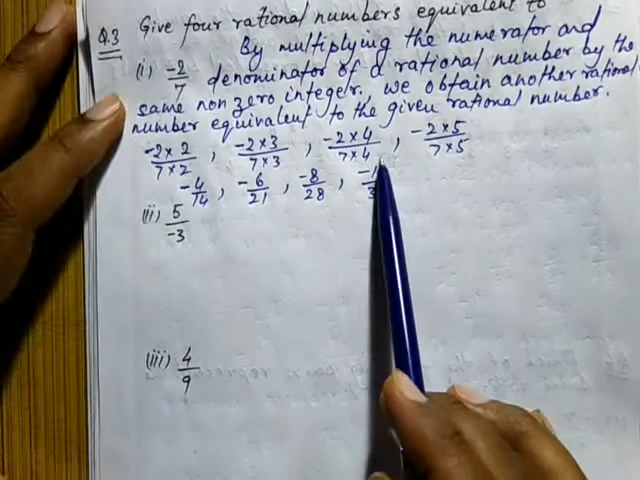 Q.3 Give four rational numbers equivalent to
By multiplying the numerator and
(i) -2/7 denominator of a rational number by the
same non zero integer, we obtain another rational
number equivalent to the given rational number.
-2×2/7×2 , -2×3/7×3 , -2×4/7×4 , -2×5/7×5
-4/14 , -6/21 , -8/28 ,
(ii) 5/-3
(iii) 4/9